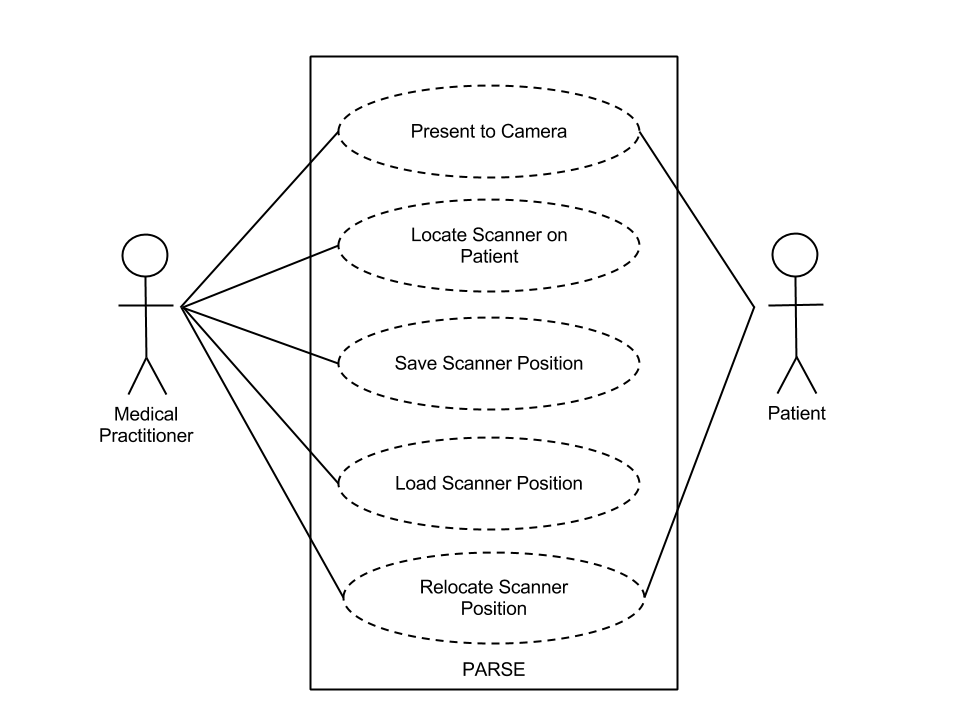 Present to Camera
Locate Scanner on
Patient
Save Scanner Position
Medical
Practitioner
Patient
Load Scanner Position
Relocate Scanner
Position
PARSE